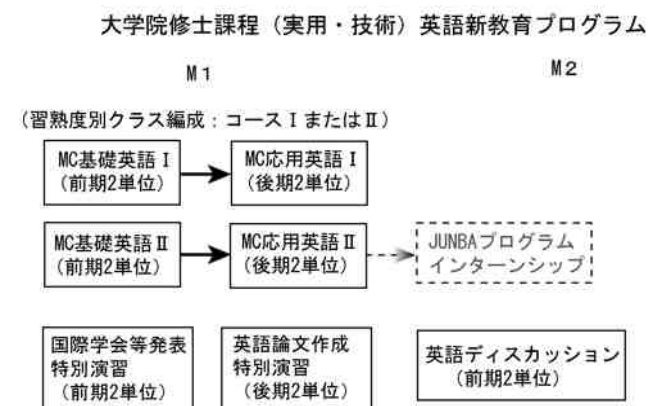 大学院修士課程（実用・技術）英語新教育プログラム
M1
M2
（習熟度別クラス編成：コースⅠまたはⅡ）
MC基礎英語Ⅰ
（前期2単位）
MC応用英語Ⅰ
（後期2単位）
MC基礎英語Ⅱ
（前期2単位）
MC応用英語Ⅱ
（後期2単位）
JUNBAプログラム
インターンシップ
国際学会等発表
特別演習
（前期2単位）
英語論文作成
特別演習
（後期2単位）
英語ディスカッション
（前期2単位）